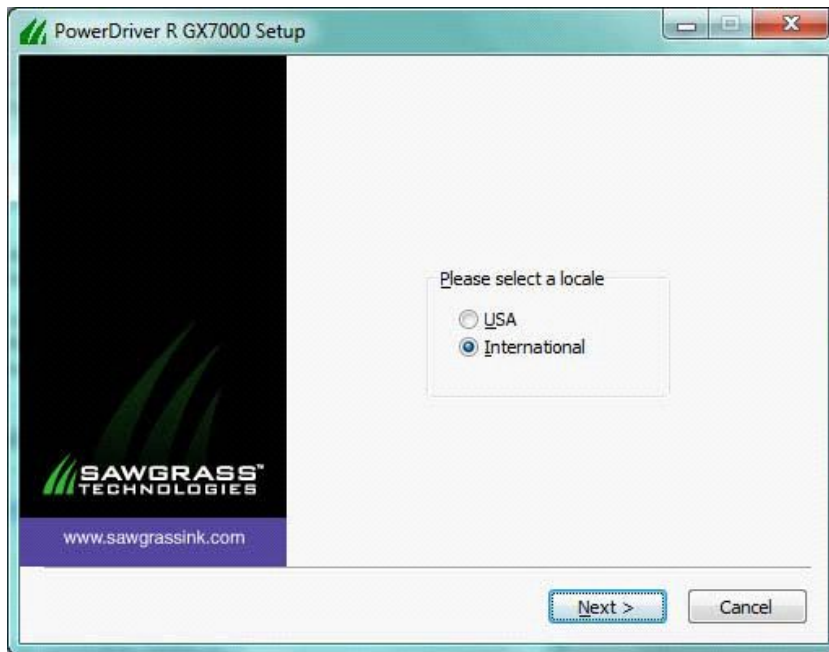 PowerDriver R GX7000 Setup
Please select a locale
USA
International
SAWGRASS™
TECHNOLOGIES
www.sawgrassink.com
Next >
Cancel